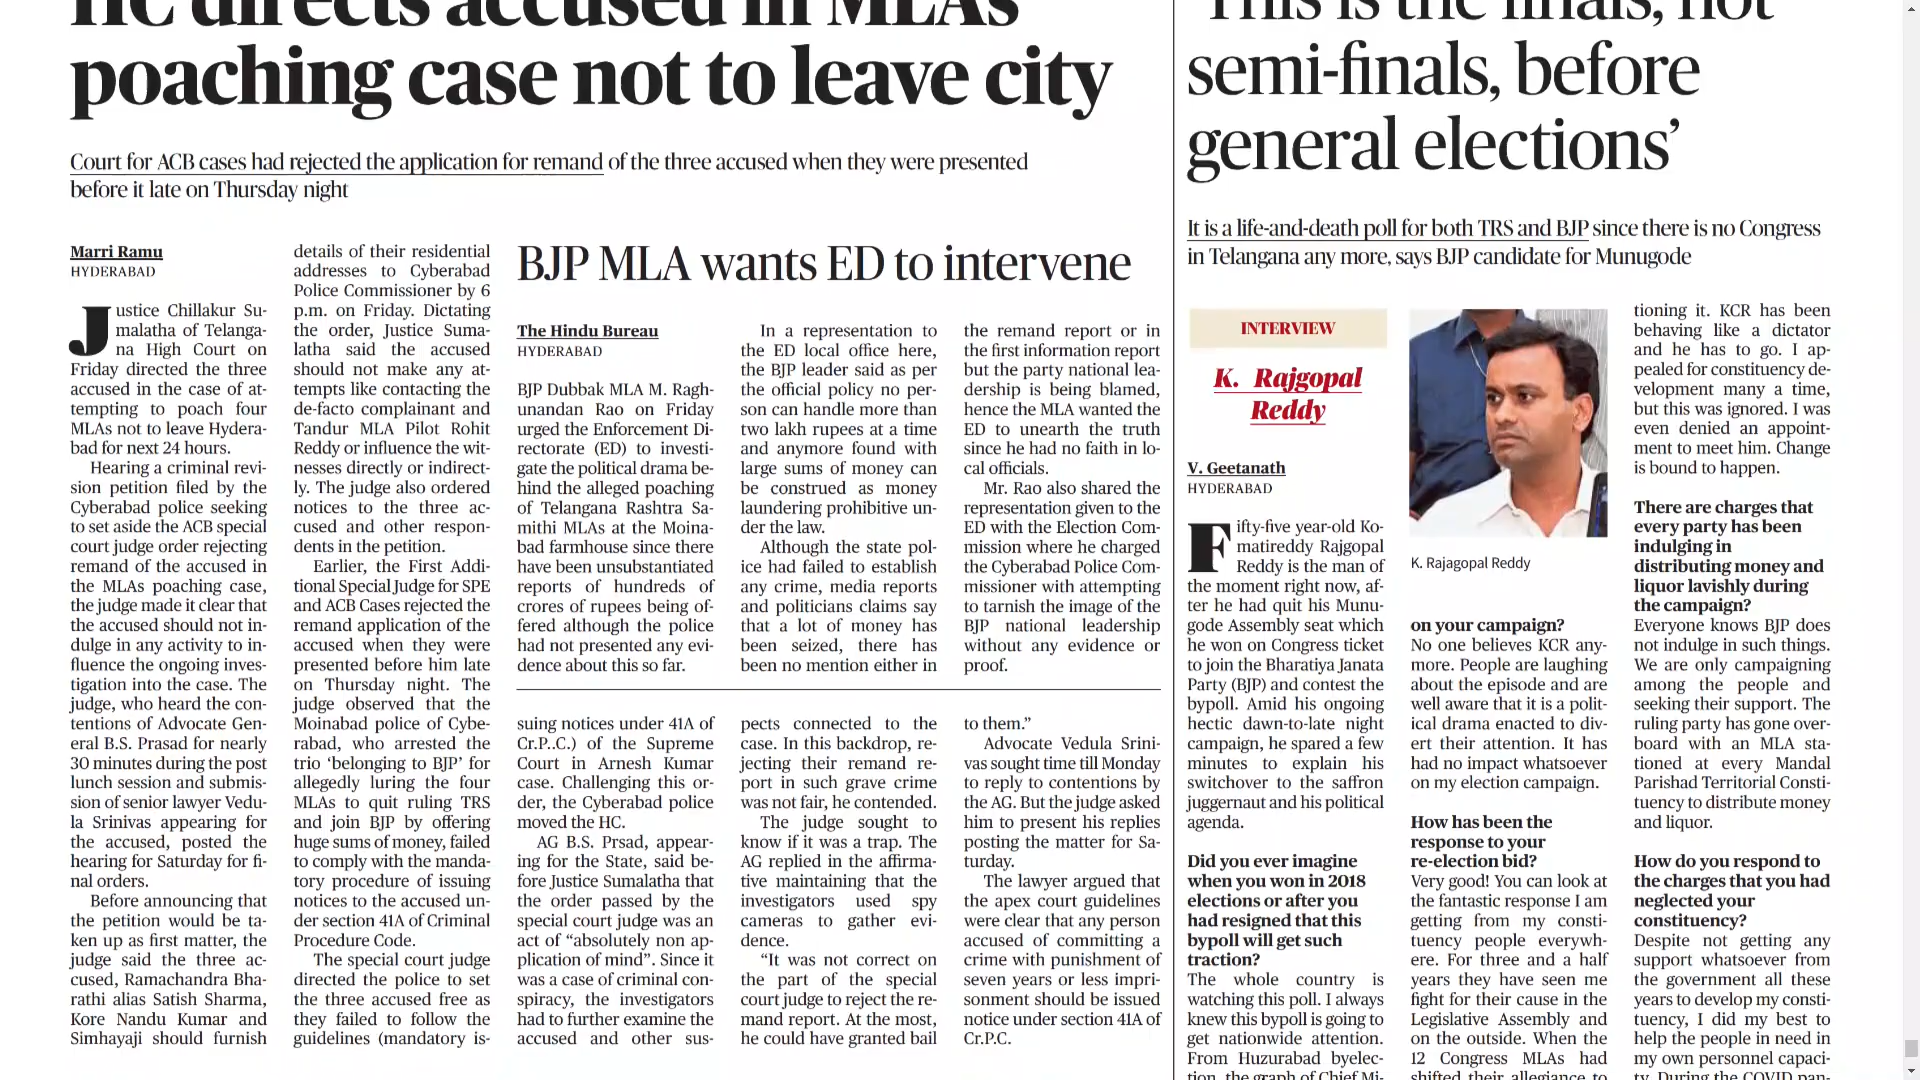 HC directs accused in MLAs
poaching case not to leave city
Court for ACB cases had rejected the application for remand of the three accused when they were presented
before it late on Thursday night
Marri Ramu
HYDERABAD
Justice Chillakur Su-
malatha of Telanga-
na High Court on
Friday directed the three
accused in the case of at-
tempting to poach four
MLAs not to leave Hydera-
bad for next 24 hours.
Hearing a criminal revi-
sion petition filed by the
Cyberabad police seeking
to set aside the ACB special
court judge order rejecting
remand of the accused in
the MLAs poaching case,
the judge made it clear that
the accused should not in-
dulge in any activity to in-
fluence the ongoing inves-
tigation into the case. The
judge, who heard the con-
tentions of Advocate Gen-
eral B.S. Prasad for nearly
30 minutes during the post
lunch session and submis-
sion of senior lawyer Vedu-
la Srinivas appearing for
the accused, posted the
hearing for Saturday for fi-
nal orders.
Before announcing that
the petition would be ta-
ken up as first matter, the
judge said the three ac-
cused, Ramachandra Bha-
rathi alias Satish Sharma,
Kore Nandu Kumar and
Simhayaji should furnish
details of their residential
addresses to Cyberabad
Police Commissioner by 6
p.m. on Friday. Dictating
the order, Justice Suma-
latha said the accused
should not make any at-
tempts like contacting the
de-facto complainant and
Tandur MLA Pilot Rohit
Reddy or influence the wit-
nesses directly or indirect-
ly. The judge also ordered
notices to the three ac-
cused and other respon-
dents in the petition.
Earlier, the First Addi-
tional Special Judge for SPE
and ACB Cases rejected the
remand application of the
accused when they were
presented before him late
on Thursday night. The
judge observed that the
Moinabad police of Cybe-
rabad, who arrested the
trio ‘belonging to BJP’ for
allegedly luring the four
MLAs to quit ruling TRS
and join BJP by offering
huge sums of money, failed
to comply with the manda-
tory procedure of issuing
notices to the accused un-
der section 41A of Criminal
Procedure Code.
The special court judge
directed the police to set
the three accused free as
they failed to follow the
guidelines (mandatory is-
BJP MLA wants ED to intervene
The Hindu Bureau
HYDERABAD
BJP Dubbak MLA M. Ragh-
unandan Rao on Friday
urged the Enforcement Di-
rectorate (ED) to investi-
gate the political drama be-
hind the alleged poaching
of Telangana Rashtra Sa-
mithi MLAs at the Moina-
bad farmhouse since there
have been unsubstantiated
reports of hundreds of
crores of rupees being of-
fered although the police
had not presented any evi-
dence about this so far.
In a representation to
the ED local office here,
the BJP leader said as per
the official policy no per-
son can handle more than
two lakh rupees at a time
and anymore found with
large sums of money can
be construed as money
laundering prohibitive un-
der the law.
Although the state pol-
ice had failed to establish
any crime, media reports
and politicians claims say
that a lot of money has
been seized, there has
been no mention either in
the remand report or in
the first information report
but the party national lea-
dership is being blamed,
hence the MLA wanted the
ED to unearth the truth
since he had no faith in lo-
cal officials.
Mr. Rao also shared the
representation given to the
ED with the Election Com-
mission where he charged
the Cyberabad Police Com-
missioner with attempting
to tarnish the image of the
BJP national leadership
without any evidence or
proof.
suing notices under 41A of
Cr.P..C.) of the Supreme
Court in Arnesh Kumar
case. Challenging this or-
der, the Cyberabad police
moved the HC.
AG B.S. Prsad, appear-
ing for the State, said be-
fore Justice Sumalatha that
the order passed by the
special court judge was an
act of “absolutely non ap-
plication of mind”. Since it
was a case of criminal con-
spiracy, the investigators
had to further examine the
accused and other sus-
pects connected to the
case. In this backdrop, re-
jecting their remand re-
port in such grave crime
was not fair, he contended.
The judge sought to
know if it was a trap. The
AG replied in the affirma-
tive maintaining that the
investigators used spy
cameras to gather evi-
dence.
“It was not correct on
the part of the special
court judge to reject the re-
mand report. At the most,
he could have granted bail
to them.”
Advocate Vedula Srini-
vas sought time till Monday
to reply to contentions by
the AG. But the judge asked
him to present his replies
posting the matter for Sa-
turday.
The lawyer argued that
the apex court guidelines
were clear that any person
accused of committing a
crime with punishment of
seven years or less impri-
sonment should be issued
notice under section 41A of
Cr.P.C.
‘This is the finals, not
semi-finals, before
general elections’
It is a life-and-death poll for both TRS and BJP since there is no Congress
in Telangana any more, says BJP candidate for Munugode
INTERVIEW
K. Rajgopal
Reddy
V. Geetanath
HYDERABAD
Fifty-five year-old Ko-
matireddy Rajgopal
Reddy is the man of
the moment right now, af-
ter he had quit his Munu-
gode Assembly seat which
he won on Congress ticket
to join the Bharatiya Janata
Party (BJP) and contest the
bypoll. Amid his ongoing
hectic dawn-to-late night
campaign, he spared a few
minutes to explain his
switchover to the saffron
juggernaut and his political
agenda.
Did you ever imagine
when you won in 2018
elections or after you
had resigned that this
bypoll will get such
traction?
The whole country is
watching this poll. I always
knew this bypoll is going to
get nationwide attention.
From Huzurabad byelec-
tion, the graph of Chief Mi-
K. Rajagopal Reddy
on your campaign?
No one believes KCR any-
more. People are laughing
about the episode and are
well aware that it is a polit-
ical drama enacted to div-
ert their attention. It has
had no impact whatsoever
on my election campaign.
How has been the
response to your
re-election bid?
Very good! You can look at
the fantastic response I am
getting from my consti-
tuency people everywh-
ere. For three and a half
years they have seen me
fight for their cause in the
Legislative Assembly and
on the outside. When the
12 Congress MLAs had
shifted their allegiance to
tioning it. KCR has been
behaving like a dictator
and he has to go. I ap-
pealed for constituency de-
velopment many a time,
but this was ignored. I was
even denied an appoint-
ment to meet him. Change
is bound to happen.
There are charges that
every party has been
indulging in
distributing money and
liquor lavishly during
the campaign?
Everyone knows BJP does
not indulge in such things.
We are only campaigning
among the people and
seeking their support. The
ruling party has gone over-
board with an MLA sta-
tioned at every Mandal
Parishad Territorial Consti-
tuency to distribute money
and liquor.
How do you respond to
the charges that you had
neglected your
constituency?
Despite not getting any
support whatsoever from
the government all these
years to develop my consti-
tuency, I did my best to
help the people in need in
my own personnel capaci-
ty. During the COVID pan-